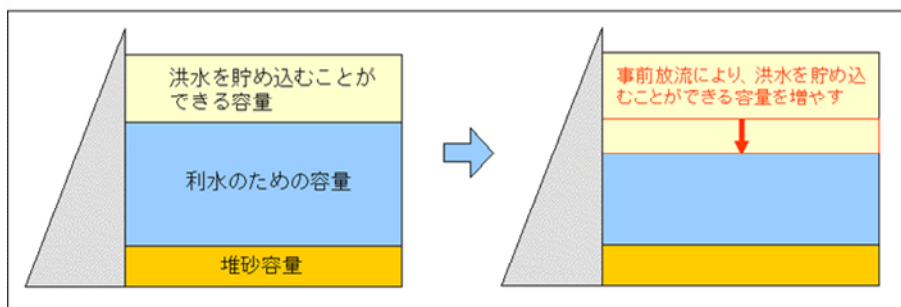 洪水を貯め込むことが
できる容量
利水のための容量
堆砂容量
事前放流により、洪水を貯め込
むことができる容量を増やす